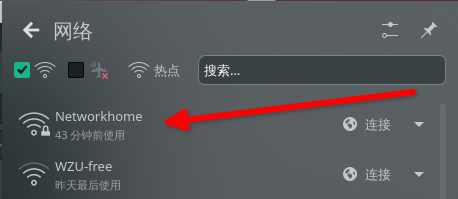 网络
热点
搜索...
Networkhome
43 分钟前使用
连接
WZU-free
昨天最后使用
连接